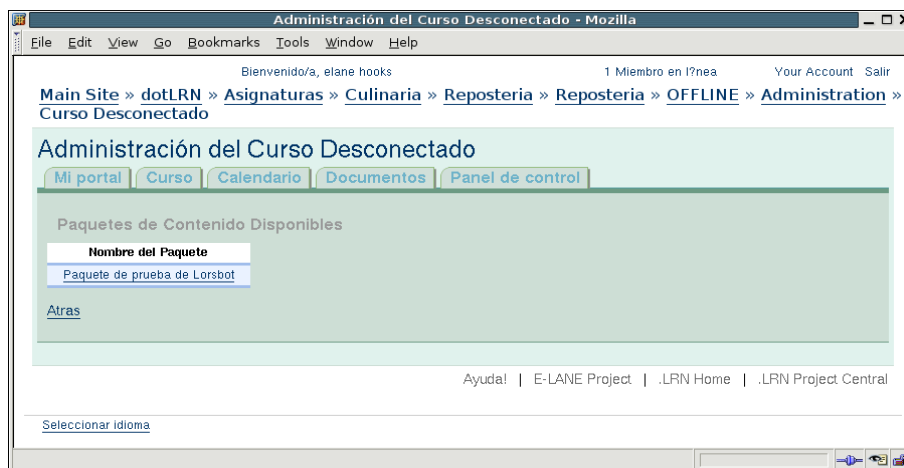 Administración del Curso Desconectado - Mozilla
File Edit View Go Bookmarks Tools Window Help
Bienvenido/a, elane hooks 1 Miembro en l?nea Your Account Salir
Main Site » dotLRN » Asignaturas » Culinaria » Reposteria » Reposteria » OFFLINE » Administration »
Curso Desconectado
Administración del Curso Desconectado
Mi portal Curso Calendario Documentos Panel de control
Paquetes de Contenido Disponibles
Nombre del Paquete
Paquete de prueba de Lorsbot
Atras
Ayuda! | E-LANE Project | .LRN Home | .LRN Project Central
Seleccionar idioma